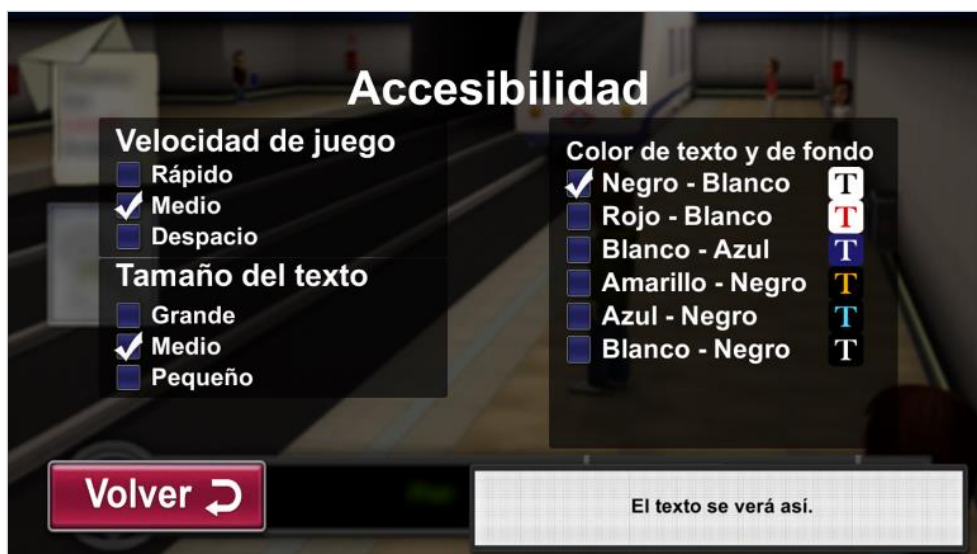 Accesibilidad
Velocidad de juego
Rápido
Medio
Despacio
Tamaño del texto
Grande
Medio
Pequeño
Color de texto y de fondo
Negro - Blanco T
Rojo - Blanco T
Blanco - Azul T
Amarillo - Negro T
Azul - Negro T
Blanco - Negro T
Volver
El texto se verá así.